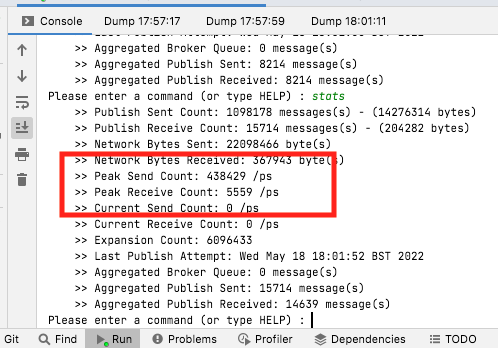 Console Dump 17:57:17 Dump 17:57:59 Dump 18:01:11
>> Aggregated Broker Queue: 0 message(s)
>> Aggregated Publish Sent: 8214 message(s)
>> Aggregated Publish Received: 8214 message(s)
Please enter a command (or type HELP) : stats
>> Publish Sent Count: 1098178 messages(s) - (14276314 bytes)
>> Publish Receive Count: 15714 messages(s) - (204282 bytes)
>> Network Bytes Sent: 22098466 byte(s)
>> Network Bytes Received: 367943 byte(s)
>> Peak Send Count: 438429 /ps
>> Peak Receive Count: 5559 /ps
>> Current Send Count: 0 /ps
>> Current Receive Count: 0 /ps
>> Expansion Count: 6096433
>> Last Publish Attempt: Wed May 18 18:01:52 BST 2022
>> Aggregated Broker Queue: 0 message(s)
>> Aggregated Publish Sent: 15714 message(s)
>> Aggregated Publish Received: 14639 message(s)
Please enter a command (or type HELP) :
Git Find Run Problems Profiler Dependencies TODO